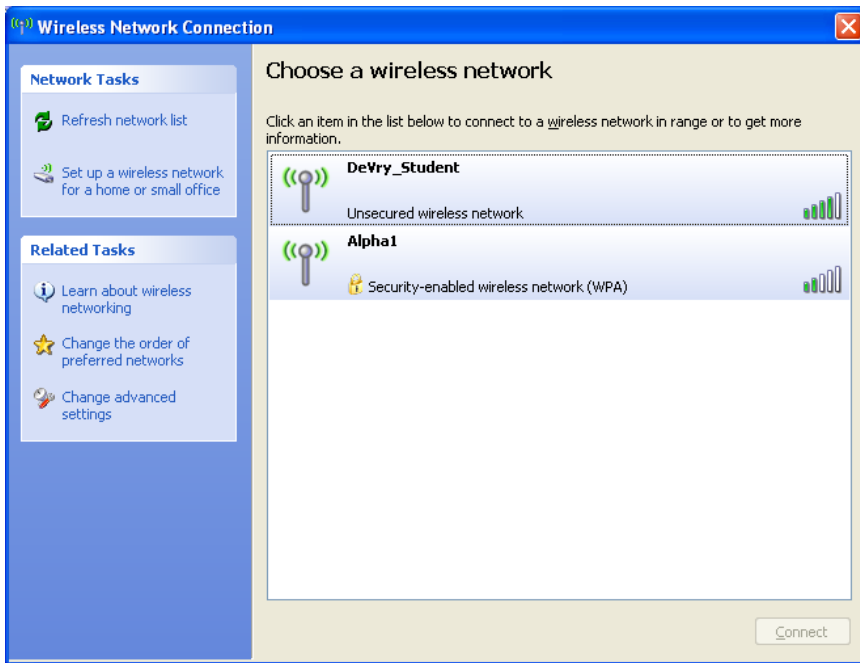 Wireless Network Connection
Network Tasks
Refresh network list
Set up a wireless network
for a home or small office
Related Tasks
Learn about wireless
networking
Change the order of
preferred networks
Change advanced
settings
Choose a wireless network
Click an item in the list below to connect to a wireless network in range or to get more
information.
DeVry_Student
Unsecured wireless network
Alpha1
Security-enabled wireless network (WPA)
Connect